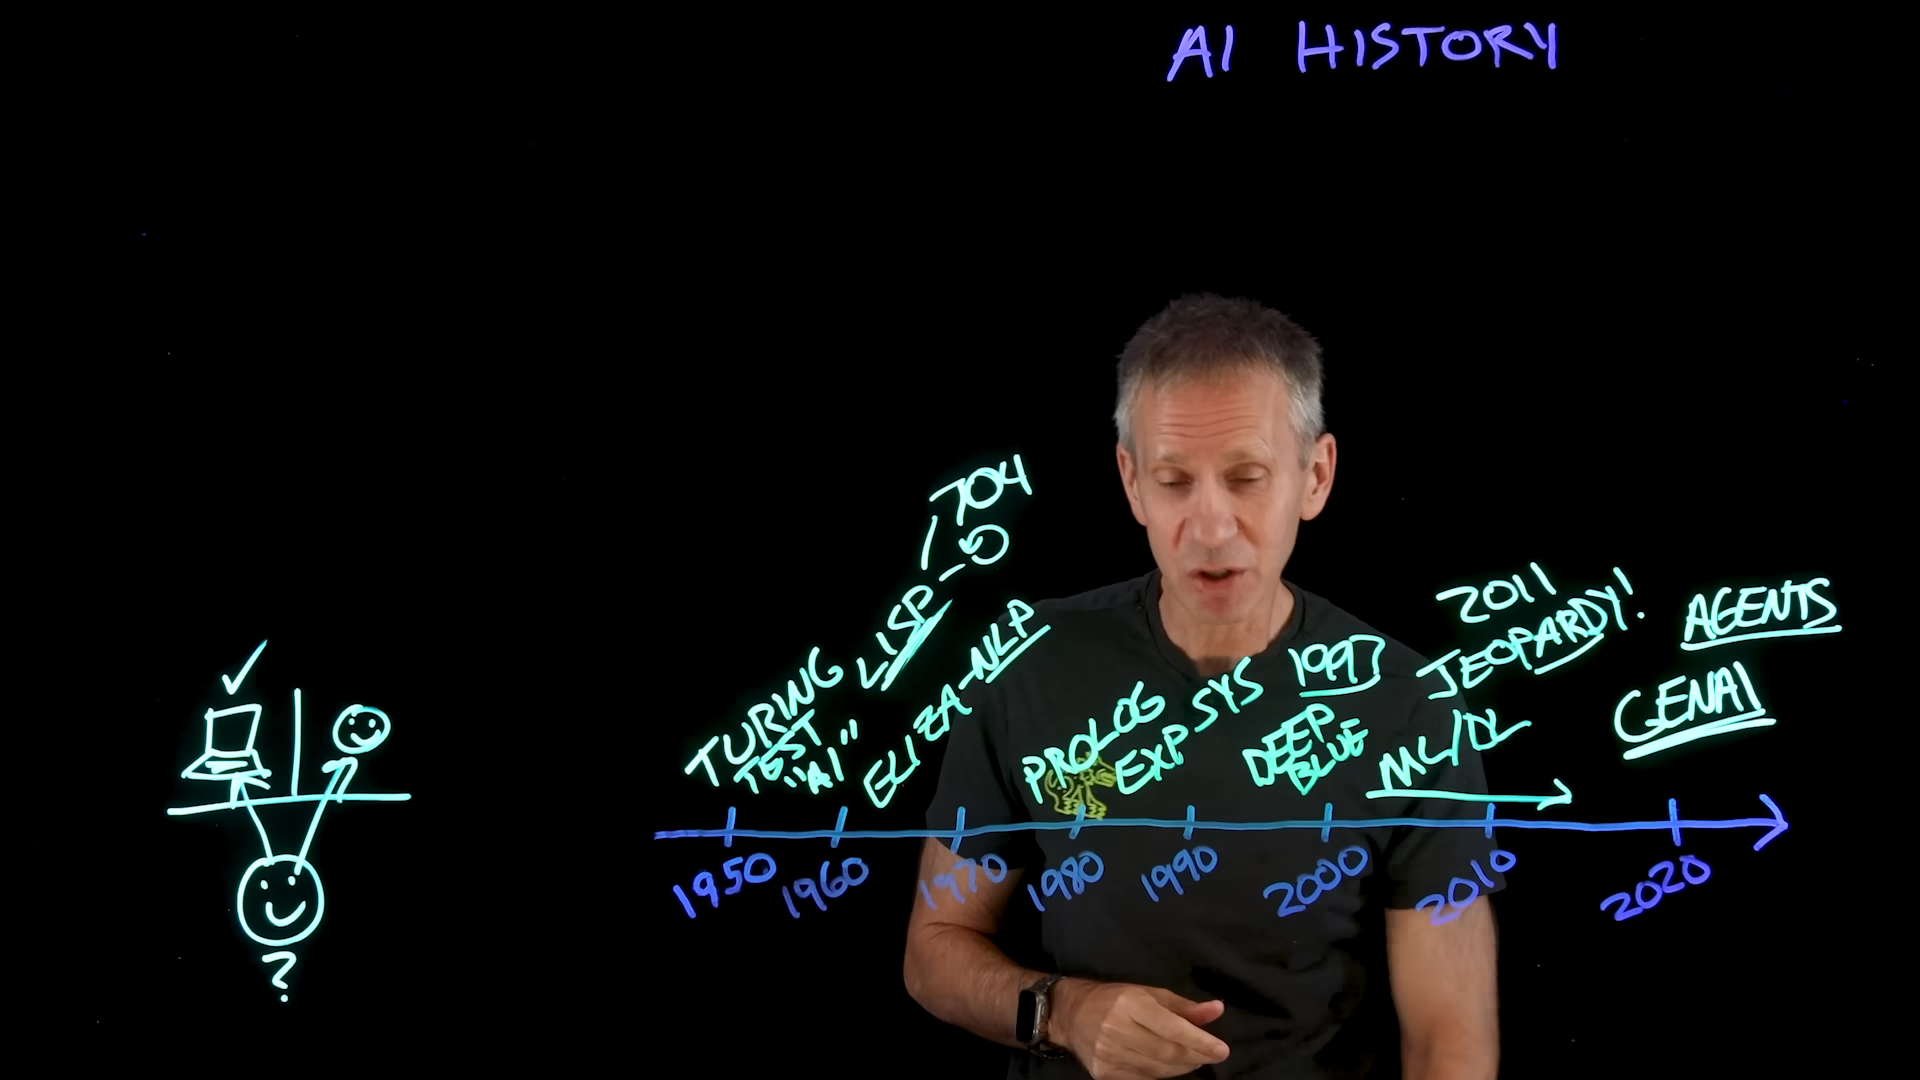 AI HISTORY
704
LISP
TURING
TEST
"AI"
ELIZA-NLP
PROLOG
EXP SYS
1997
DEEP
BLUE
2011
JEOPARDY!
ML/DL
AGENTS
GENAI
1950
1960
1970
1980
1990
2000
2010
2020
?